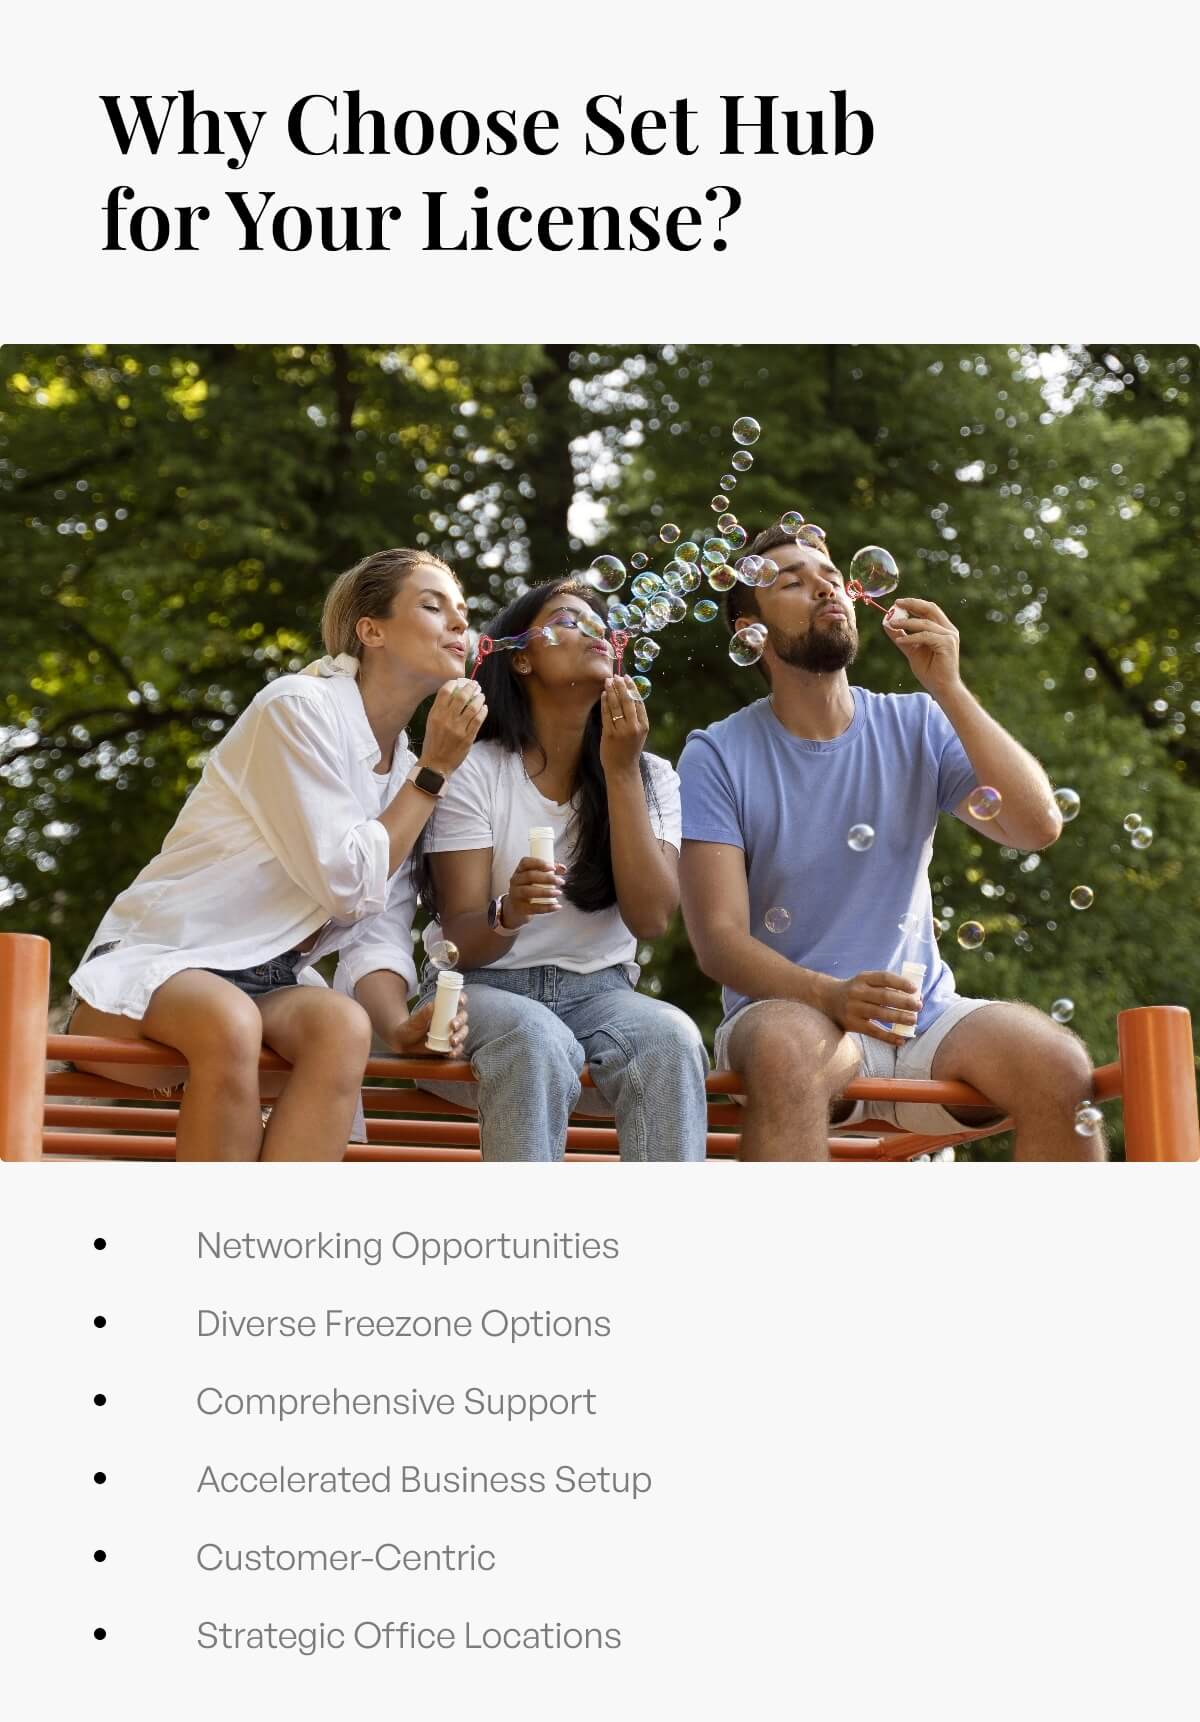 Why Choose Set Hub
for Your License?
Networking Opportunities
Diverse Freezone Options
Comprehensive Support
Accelerated Business Setup
Customer-Centric
Strategic Office Locations